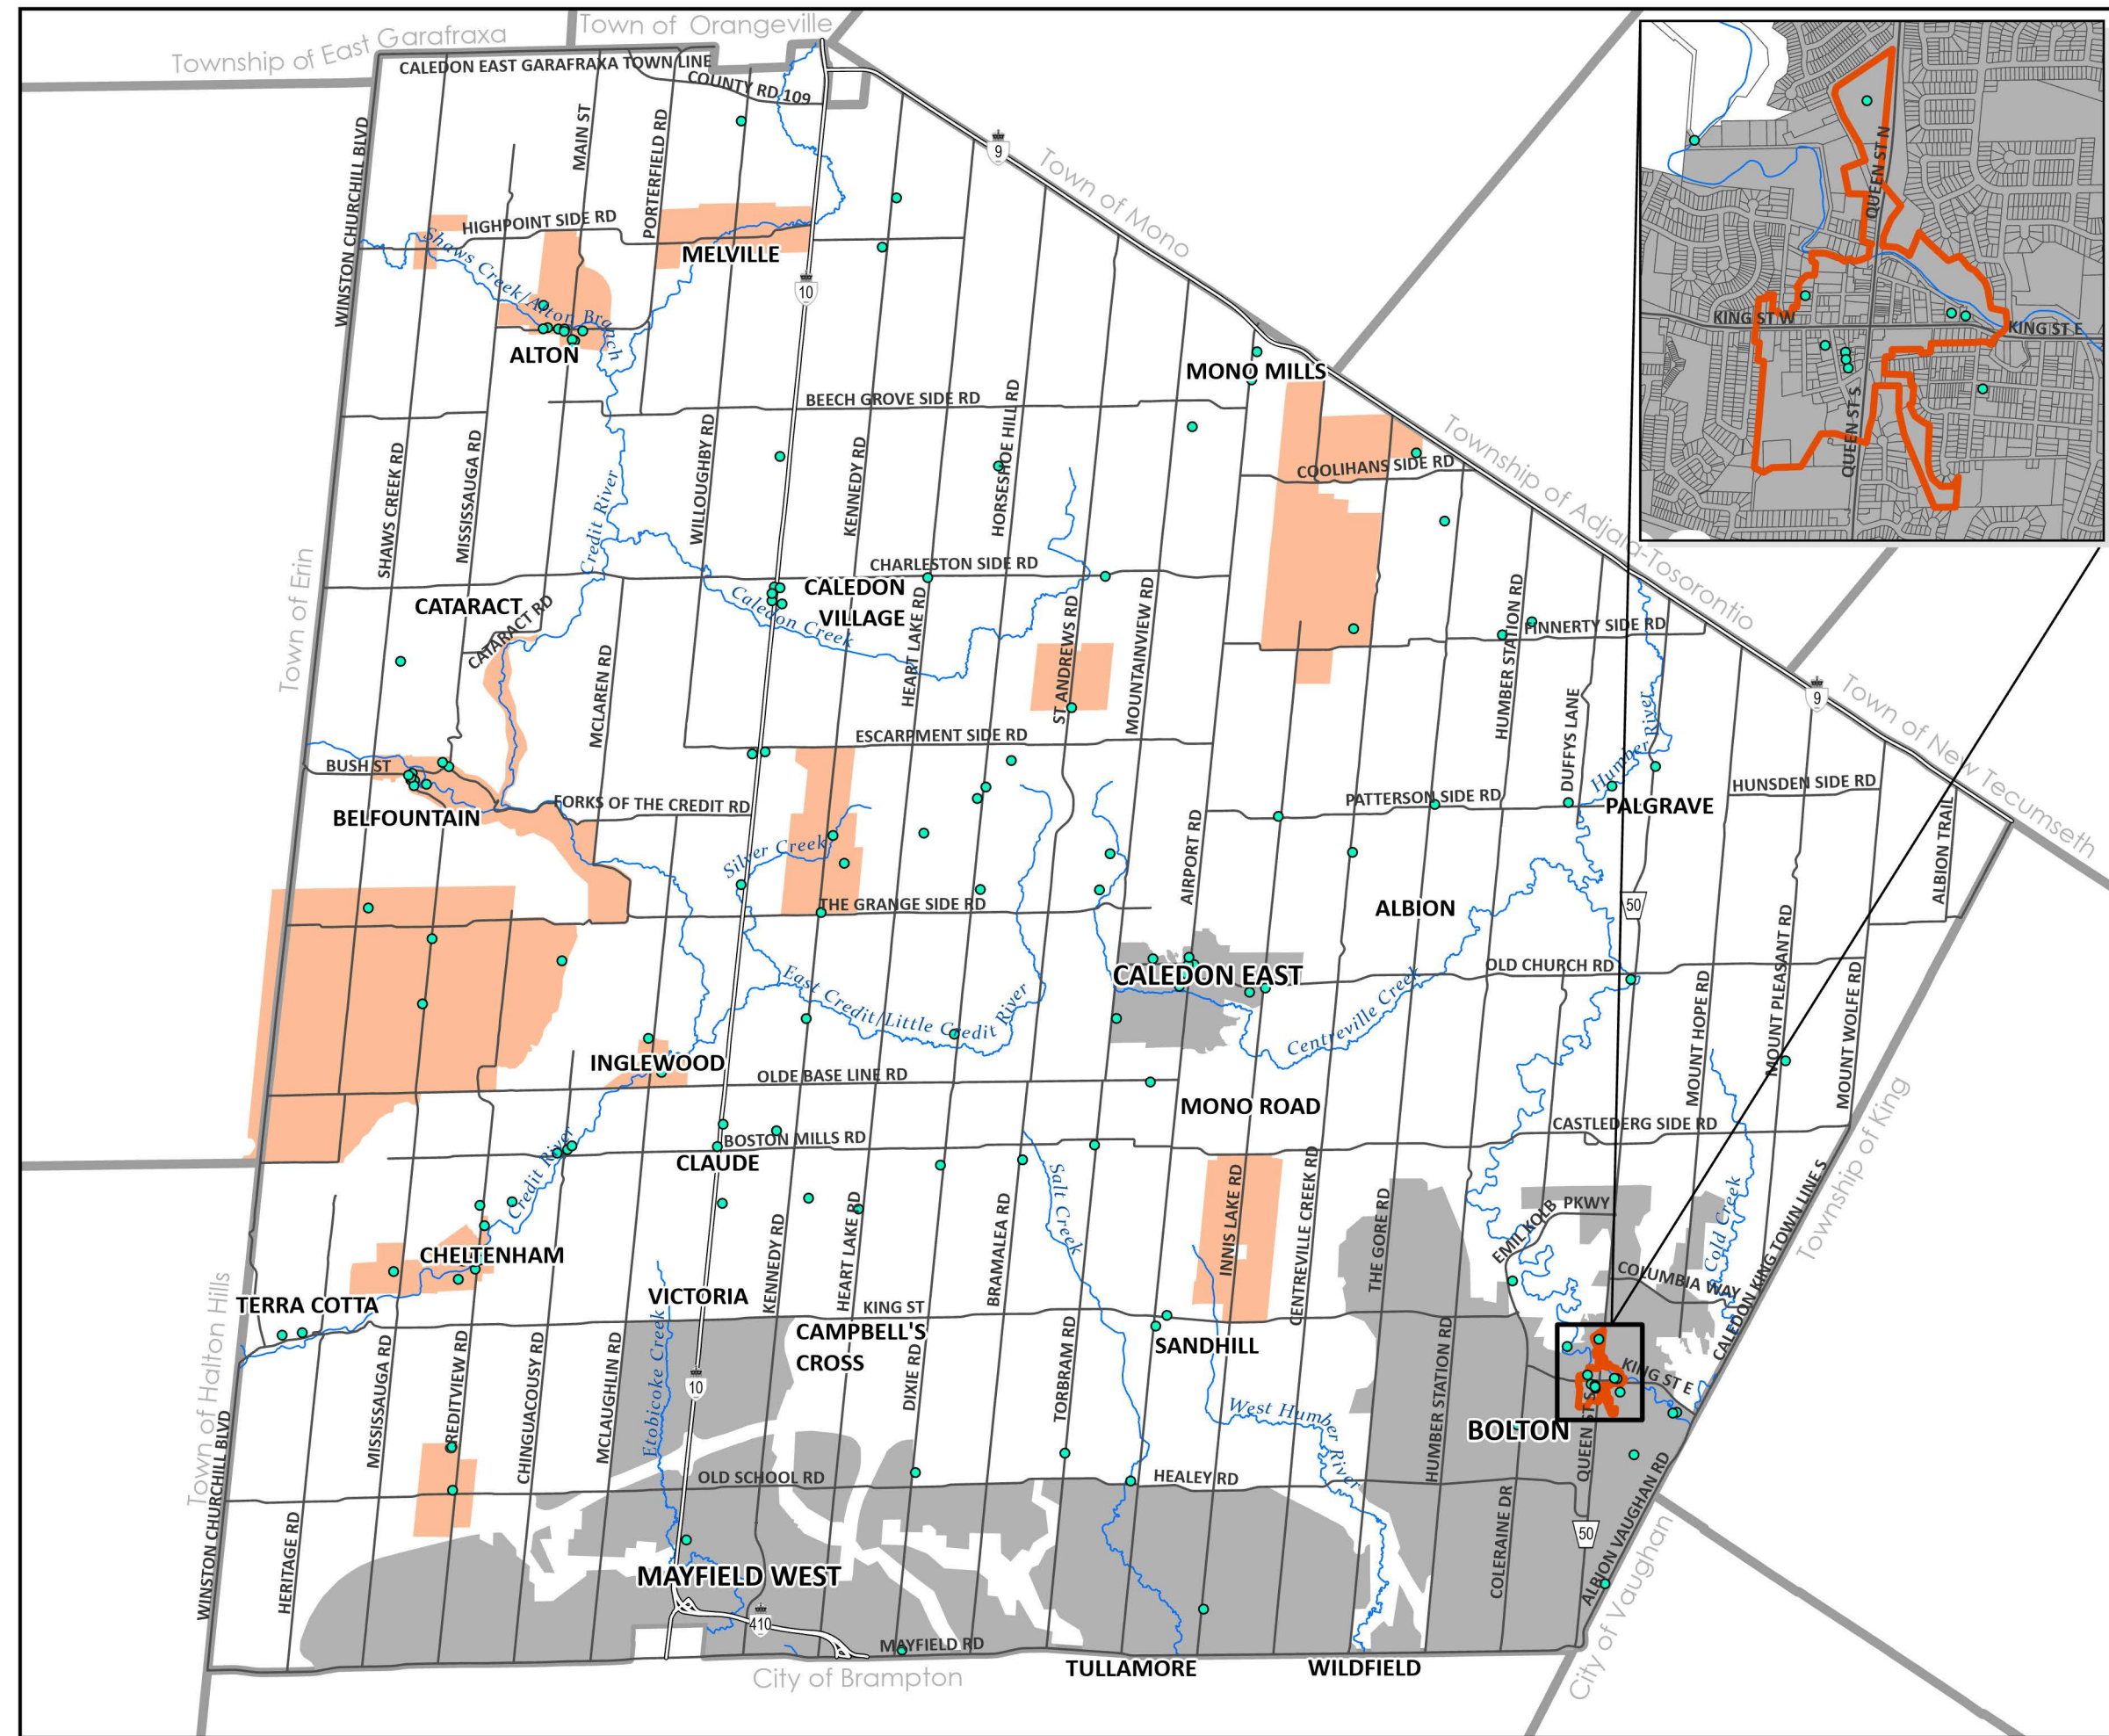 Township of East Garafraxa
Town of Orangeville
CALEDON EAST GARAFRAXA TOWN LINE
COUNTY RD 109
WINSTON CHURCHILL BLVD
MAIN ST
PORTERFIELD RD
9
Town of Mono
QUEEN ST N
KING ST W
KING ST E
QUEEN ST S
HIGHPOINT SIDE RD
Shaws Creek/Alton Branch
MELVILLE
10
ALTON
MONO MILLS
BEECH GROVE SIDE RD
SHAWS CREEK RD
MISSISSAUGA RD
Credit River
WILLOUGHBY RD
KENNEDY RD
HORSESHOE HILL RD
COOLIHANS SIDE RD
Township of Adjala-Tosorontio
Town of Erin
CHARLESTON SIDE RD
CATARACT
CATARACT RD
CALEDON
VILLAGE
Caledon Creek
MCLAREN RD
HEART LAKE RD
ST ANDREWS RD
MOUNTAINVIEW RD
HUMBER STATION RD
FINNERTY SIDE RD
DUFFYS LANE
Humber River
9
Town of New Tecumseth
ESCARPMENT SIDE RD
BUSH ST
BELFOUNTAIN
FORKS OF THE CREDIT RD
PATTERSON SIDE RD
PALGRAVE
HUNSDEN SIDE RD
ALBION TRAIL
Silver Creek
AIRPORT RD
THE GRANGE SIDE RD
ALBION
50
MOUNT PLEASANT RD
CALEDON EAST
OLD CHURCH RD
East Credit/Little Credit River
Centreville Creek
MOUNT HOPE RD
MOUNT WOLFE RD
INGLEWOOD
OLDE BASE LINE RD
MONO ROAD
CASTLEDERG SIDE RD
Township of King
BOSTON MILLS RD
CLAUDE
Credit River
Salt Creek
INNIS LAKE RD
CENTREVILLE CREEK RD
THE GORE RD
EMIL KOLB PKWY
Cold Creek
COLUMBIA WAY
CALEDON KING TOWN LINE S
CHELTENHAM
KENNEDY RD
HEART LAKE RD
BRAMALEA RD
Town of Halton Hills
TERRA COTTA
VICTORIA
KING ST
CAMPBELL'S
CROSS
SANDHILL
Etobicoke Creek
10
DIXIE RD
TORBRAM RD
West Humber River
HUMBER STATION RD
KING ST E
BOLTON
QUEEN ST S
WINSTON CHURCHILL BLVD
MISSISSAUGA RD
CREDITVIEW RD
CHINGUACOUSY RD
MCLAUGHLIN RD
OLD SCHOOL RD
HEALEY RD
HERITAGE RD
COLERAINE DR
50
ALBION VAUGHAN RD
City of Vaughan
MAYFIELD WEST
410
MAYFIELD RD
City of Brampton
TULLAMORE
WILDFIELD